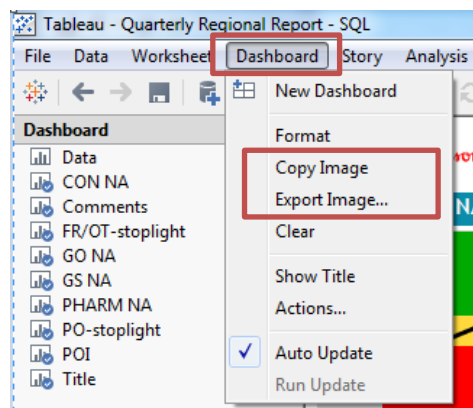 Tableau - Quarterly Regional Report - SQL
File Data Worksheet Dashboard Story Analysis
New Dashboard
Format
Copy Image
Export Image...
Clear
Show Title
Actions...
Auto Update
Run Update
Dashboard
Data
CON NA
Comments
FR/OT-stoplight
GO NA
GS NA
PHARM NA
PO-stoplight
POI
Title